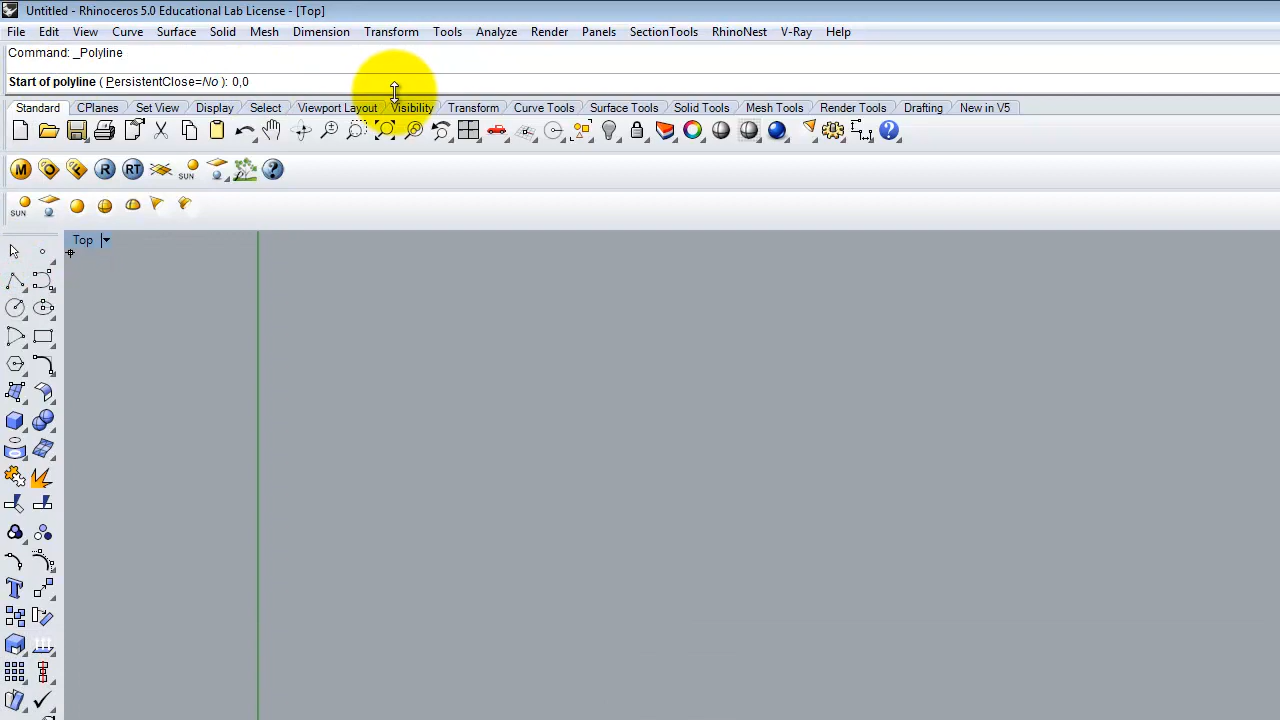 Untitled - Rhinoceros 5.0 Educational Lab License - [Top]
File Edit View Curve Surface Solid Mesh Dimension Transform Tools Analyze Render Panels SectionTools RhinoNest V-Ray Help
Command: _Polyline
Start of polyline ( PersistentClose=No ): 0,0
Standard CPlanes Set View Display Select Viewport Layout Visibility Transform Curve Tools Surface Tools Solid Tools Mesh Tools Render Tools Drafting New in V5
M O F R RT SUN ?
SUN
Top